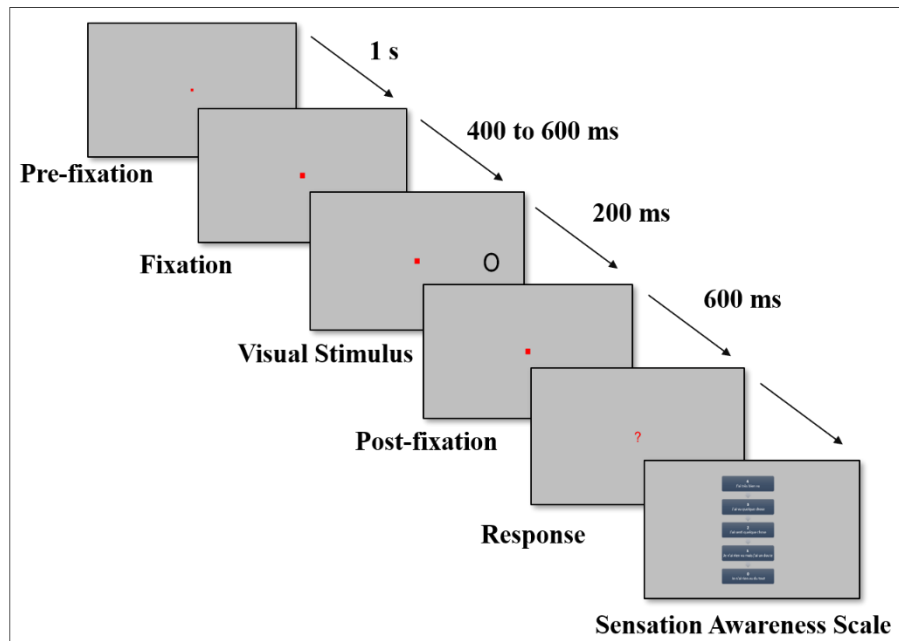 1 s
400 to 600 ms
Pre-fixation
200 ms
Fixation
600 ms
Visual Stimulus
Post-fixation
?
Response
Sensation Awareness Scale